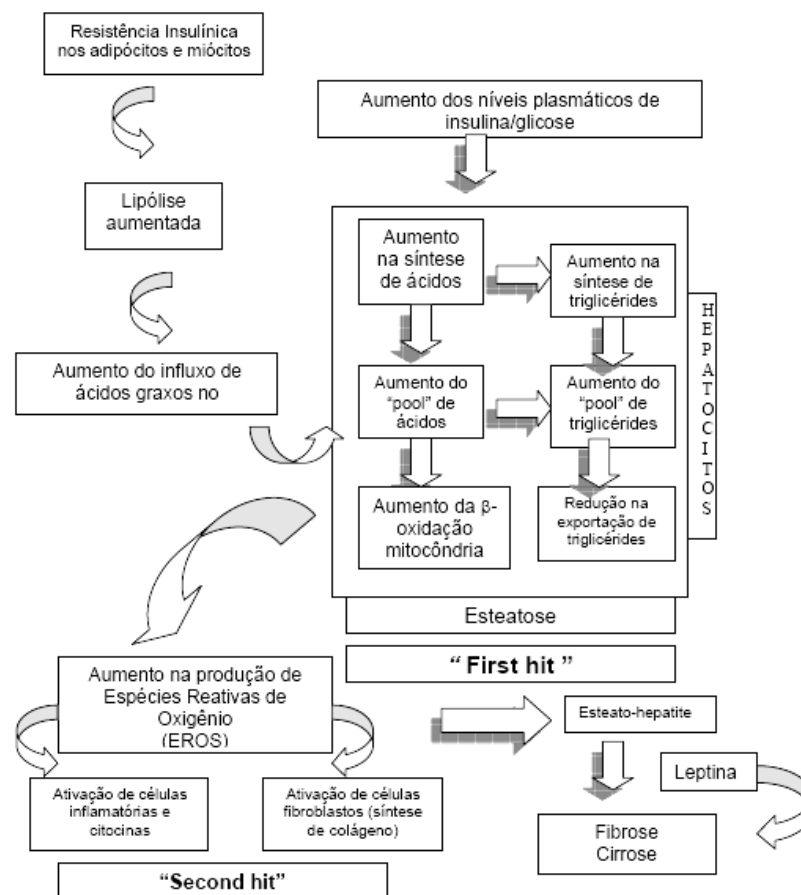 Resistência Insulínica
nos adipócitos e miócitos
Aumento dos níveis plasmáticos de
insulina/glicose
Lipólise
aumentada
Aumento do influxo de
ácidos graxos no
Aumento
na síntese
de ácidos
Aumento na
síntese de
triglicérides
Aumento do
"pool" de
ácidos
Aumento do
"pool" de
triglicérides
Aumento da β-
oxidação
mitocôndria
Redução na
exportação de
triglicérides
HEPATOCITOS
Esteatose
" First hit "
Aumento na produção de
Espécies Reativas de
Oxigênio
(EROS)
Ativação de células
inflamatórias e
citocinas
Ativação de células
fibroblastos (síntese
de colágeno)
"Second hit"
Esteato-hepatite
Leptina
Fibrose
Cirrose